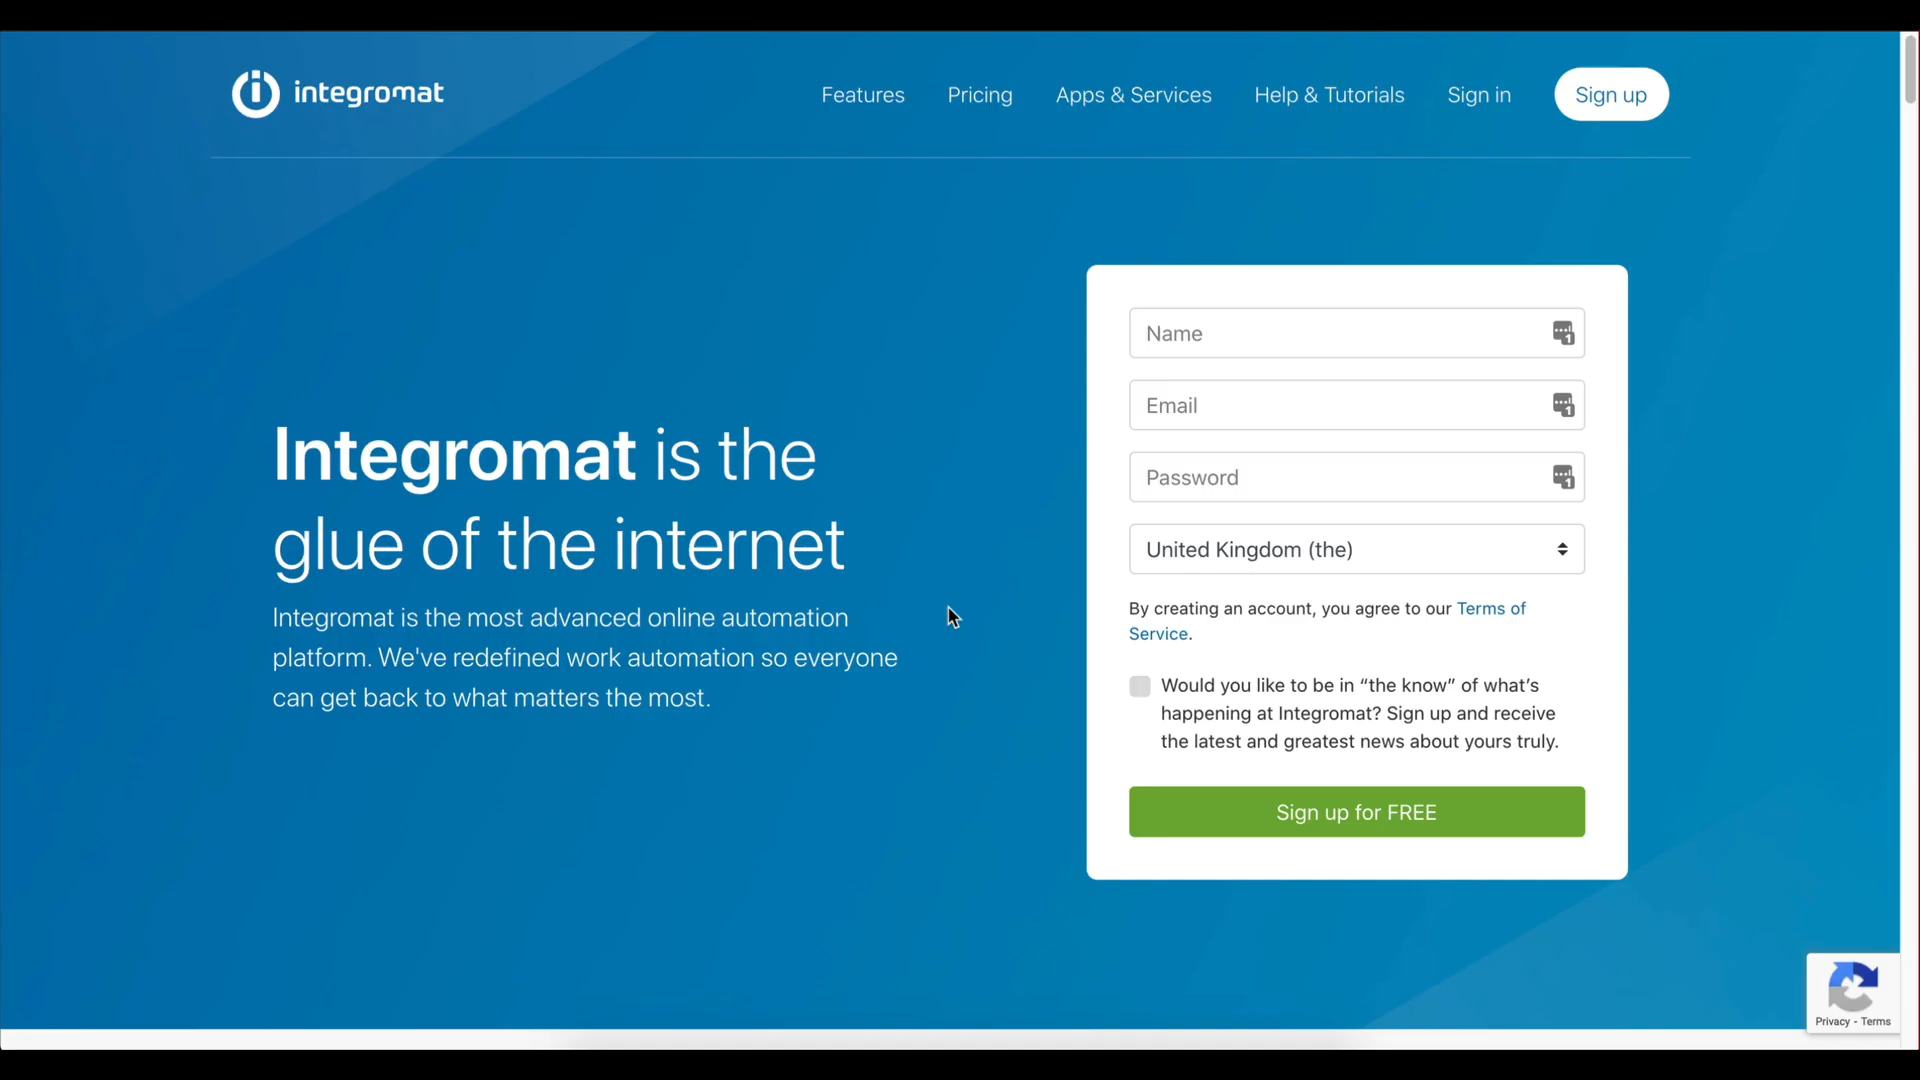 integromat
Features
Pricing
Apps & Services
Help & Tutorials
Sign in
Sign up
Integromat is the
glue of the internet
Integromat is the most advanced online automation
platform. We've redefined work automation so everyone
can get back to what matters the most.
Name
Email
Password
United Kingdom (the)
By creating an account, you agree to our Terms of
Service.
Would you like to be in “the know” of what’s
happening at Integromat? Sign up and receive
the latest and greatest news about yours truly.
Sign up for FREE
Privacy - Terms